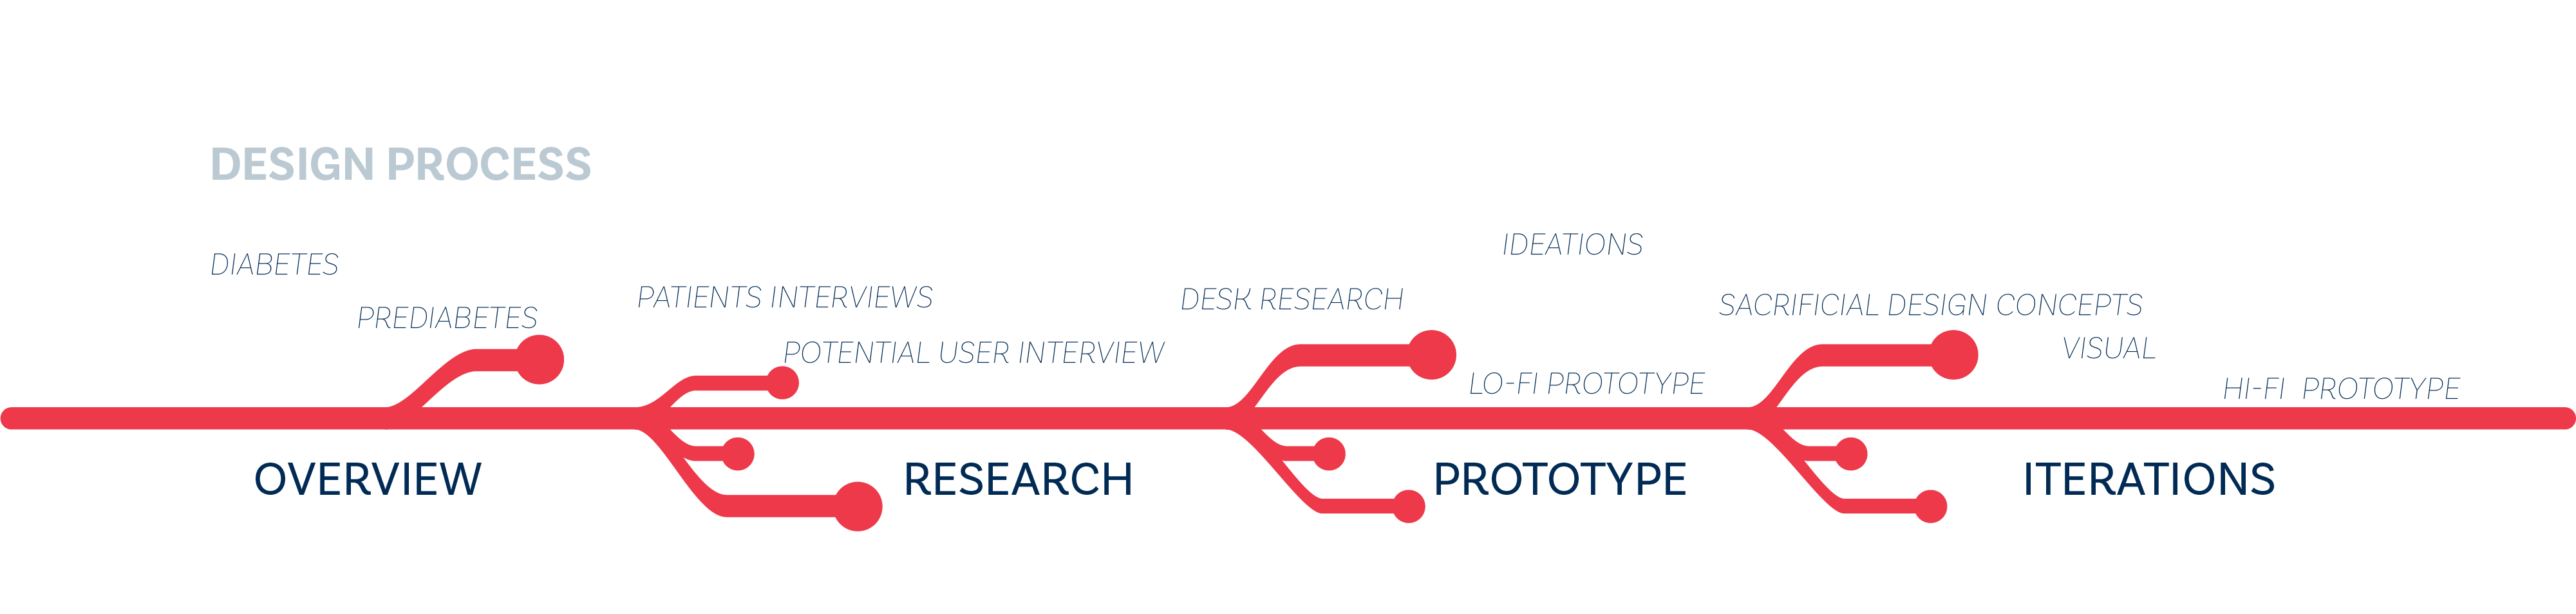 DESIGN PROCESS
DIABETES
PREDIABETES
OVERVIEW
PATIENTS INTERVIEWS
POTENTIAL USER INTERVIEW
RESEARCH
DESK RESEARCH
IDEATIONS
LO-FI PROTOTYPE
PROTOTYPE
SACRIFICIAL DESIGN CONCEPTS
VISUAL
HI-FI PROTOTYPE
ITERATIONS